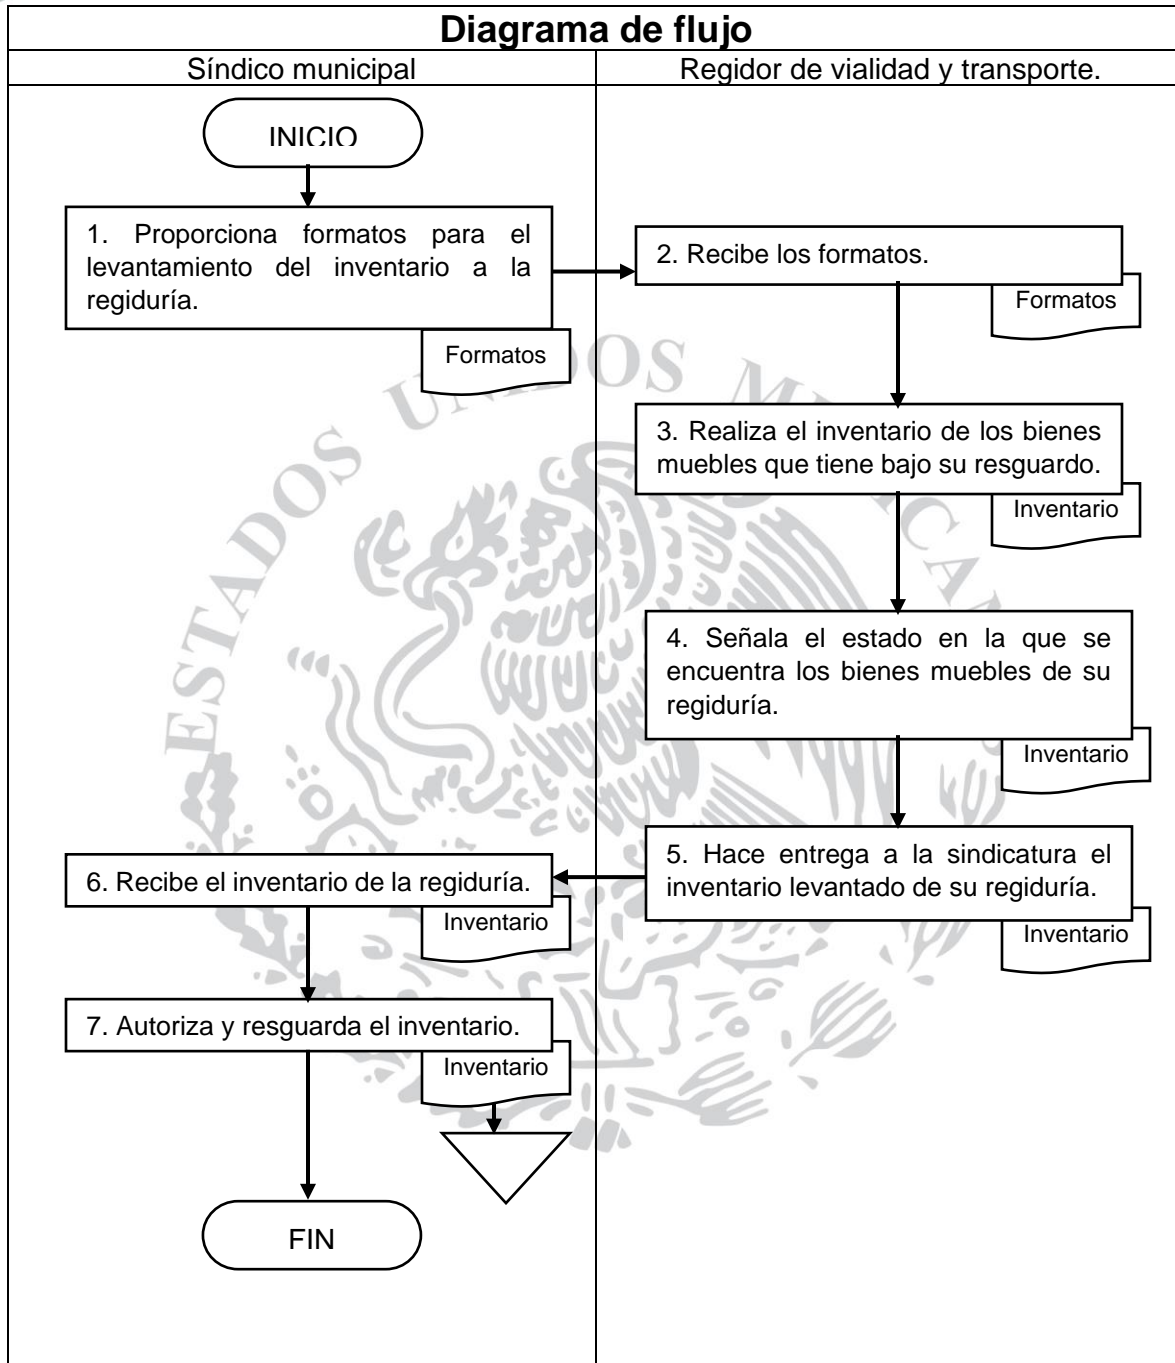 Diagrama de flujo
Síndico municipal
Regidor de vialidad y transporte.
INICIO
1. Proporciona formatos para el
levantamiento del inventario a la
regiduría.
Formatos
2. Recibe los formatos.
Formatos
3. Realiza el inventario de los bienes
muebles que tiene bajo su resguardo.
Inventario
4. Señala el estado en la que se
encuentra los bienes muebles de su
regiduría.
Inventario
5. Hace entrega a la sindicatura el
inventario levantado de su regiduría.
Inventario
6. Recibe el inventario de la regiduría.
Inventario
7. Autoriza y resguarda el inventario.
Inventario
FIN
ESTADOS UNIDOS